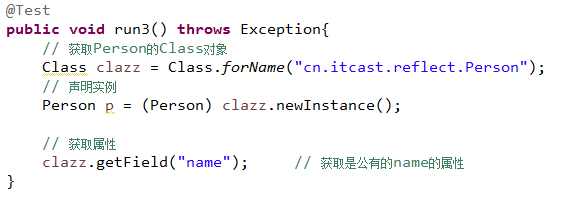 @Test
public void run3() throws Exception{
// 获取Person的Class对象
Class clazz = Class.forName("cn.itcast.reflect.Person");
// 声明实例
Person p = (Person) clazz.newInstance();
// 获取属性
clazz.getField("name"); // 获取是公有的name的属性
}